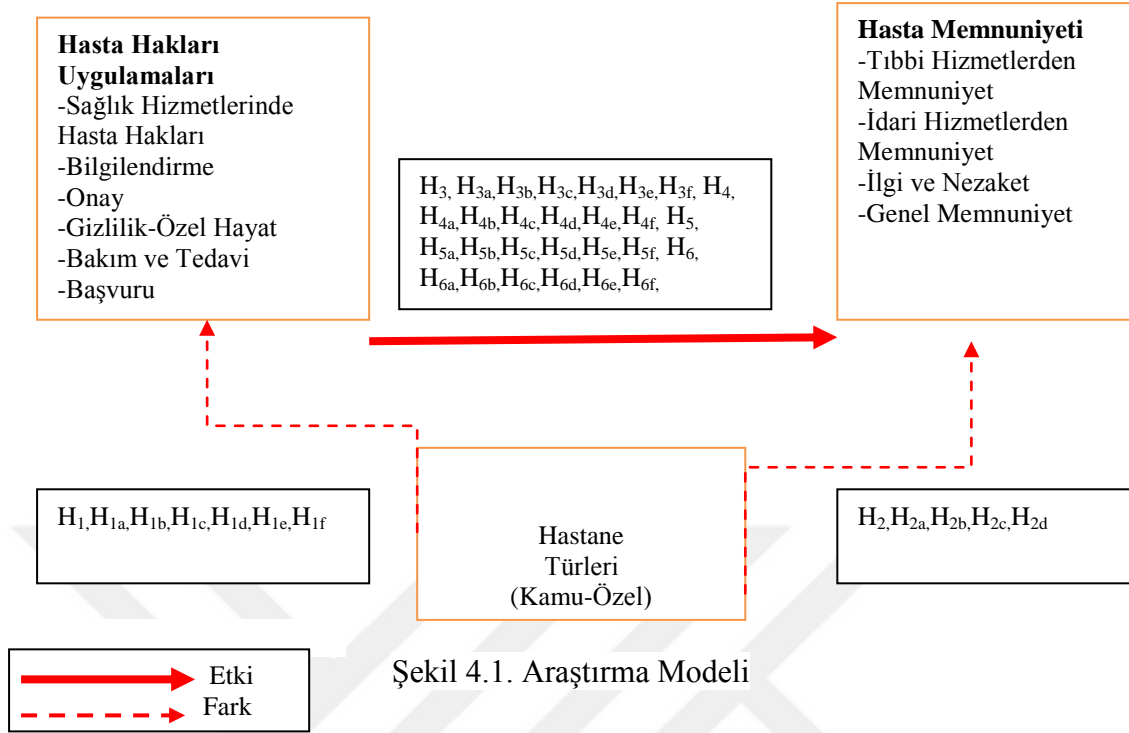 Hasta Hakları
Uygulamaları
-Sağlık Hizmetlerinde
Hasta Hakları
-Bilgilendirme
-Onay
-Gizlilik-Özel Hayat
-Bakım ve Tedavi
-Başvuru
Hasta Memnuniyeti
-Tıbbi Hizmetlerden
Memnuniyet
-İdari Hizmetlerden
Memnuniyet
-İlgi ve Nezaket
-Genel Memnuniyet
H3, H3a,H3b,H3c,H3d,H3e,H3f, H4,
H4a,H4b,H4c,H4d,H4e,H4f, H5,
H5a,H5b,H5c,H5d,H5e,H5f, H6,
H6a,H6b,H6c,H6d,H6e,H6f,
H1,H1a,H1b,H1c,H1d,H1e,H1f
Hastane
Türleri
(Kamu-Özel)
H2,H2a,H2b,H2c,H2d
Etki
Fark
Şekil 4.1. Araştırma Modeli